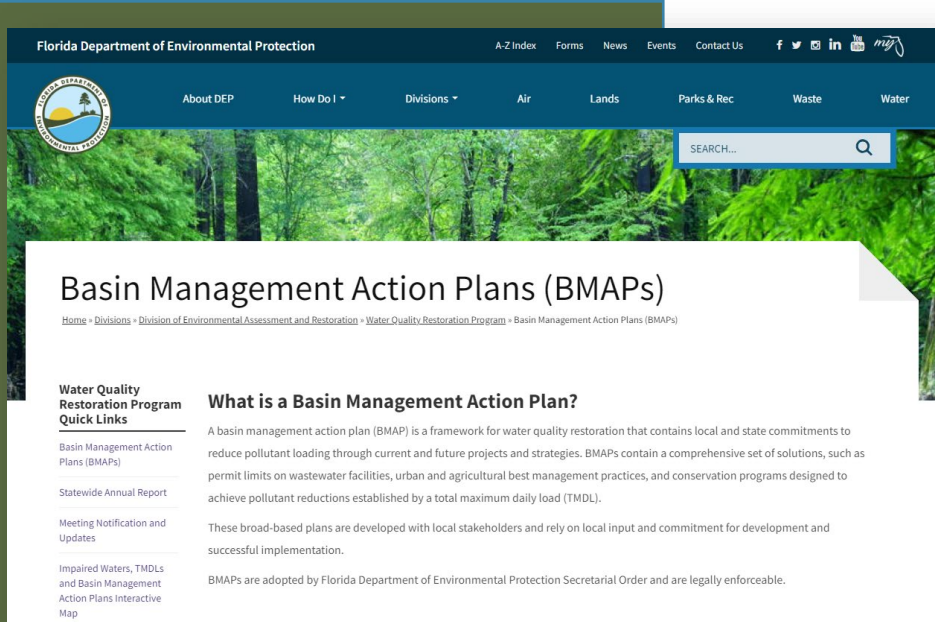 Florida Department of Environmental Protection
A-Z Index Forms News Events Contact Us
FLORIDA DEPARTMENT OF ENVIRONMENTAL PROTECTION
About DEP How Do I Divisions Air Lands Parks & Rec Waste Water
SEARCH...
Basin Management Action Plans (BMAPs)
Home » Divisions » Division of Environmental Assessment and Restoration » Water Quality Restoration Program » Basin Management Action Plans (BMAPs)
Water Quality
Restoration Program
Quick Links
Basin Management Action
Plans (BMAPs)
Statewide Annual Report
Meeting Notification and
Updates
Impaired Waters, TMDLs
and Basin Management
Action Plans Interactive
Map
What is a Basin Management Action Plan?
A basin management action plan (BMAP) is a framework for water quality restoration that contains local and state commitments to
reduce pollutant loading through current and future projects and strategies. BMAPs contain a comprehensive set of solutions, such as
permit limits on wastewater facilities, urban and agricultural best management practices, and conservation programs designed to
achieve pollutant reductions established by a total maximum daily load (TMDL).
These broad-based plans are developed with local stakeholders and rely on local input and commitment for development and
successful implementation.
BMAPs are adopted by Florida Department of Environmental Protection Secretarial Order and are legally enforceable.